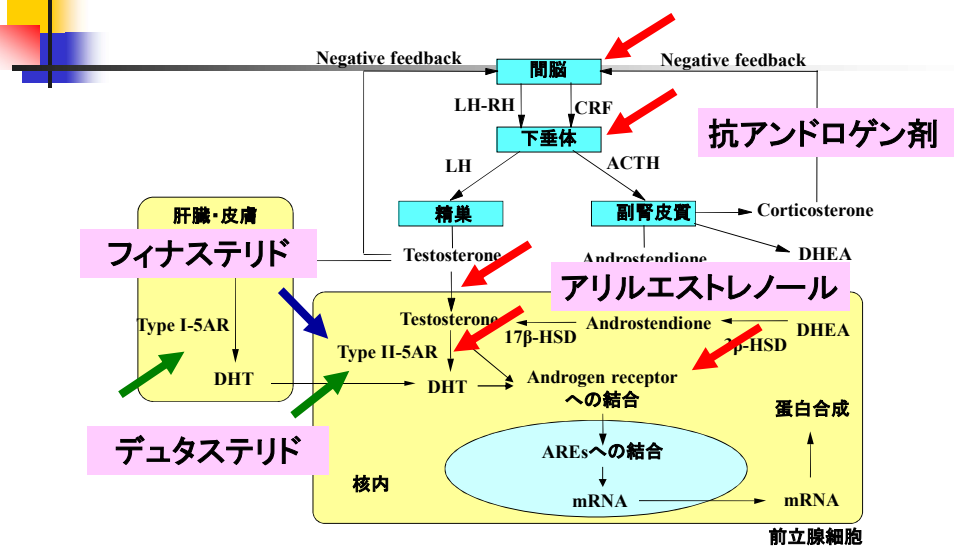 Negative feedback
間脳
Negative feedback
LH-RH
CRF
抗アンドロゲン剤
下垂体
LH
ACTH
肝臓・皮膚
精巣
副腎皮質
Corticosterone
フィナステリド
Testosterone
Androstendione
DHEA
アリルエストレノール
Type I-5AR
Testosterone
17β-HSD
Androstendione
3β-HSD
DHEA
Type II-5AR
DHT
DHT
Androgen receptor
への結合
蛋白合成
デュタステリド
AREsへの結合
核内
mRNA
mRNA
前立腺細胞